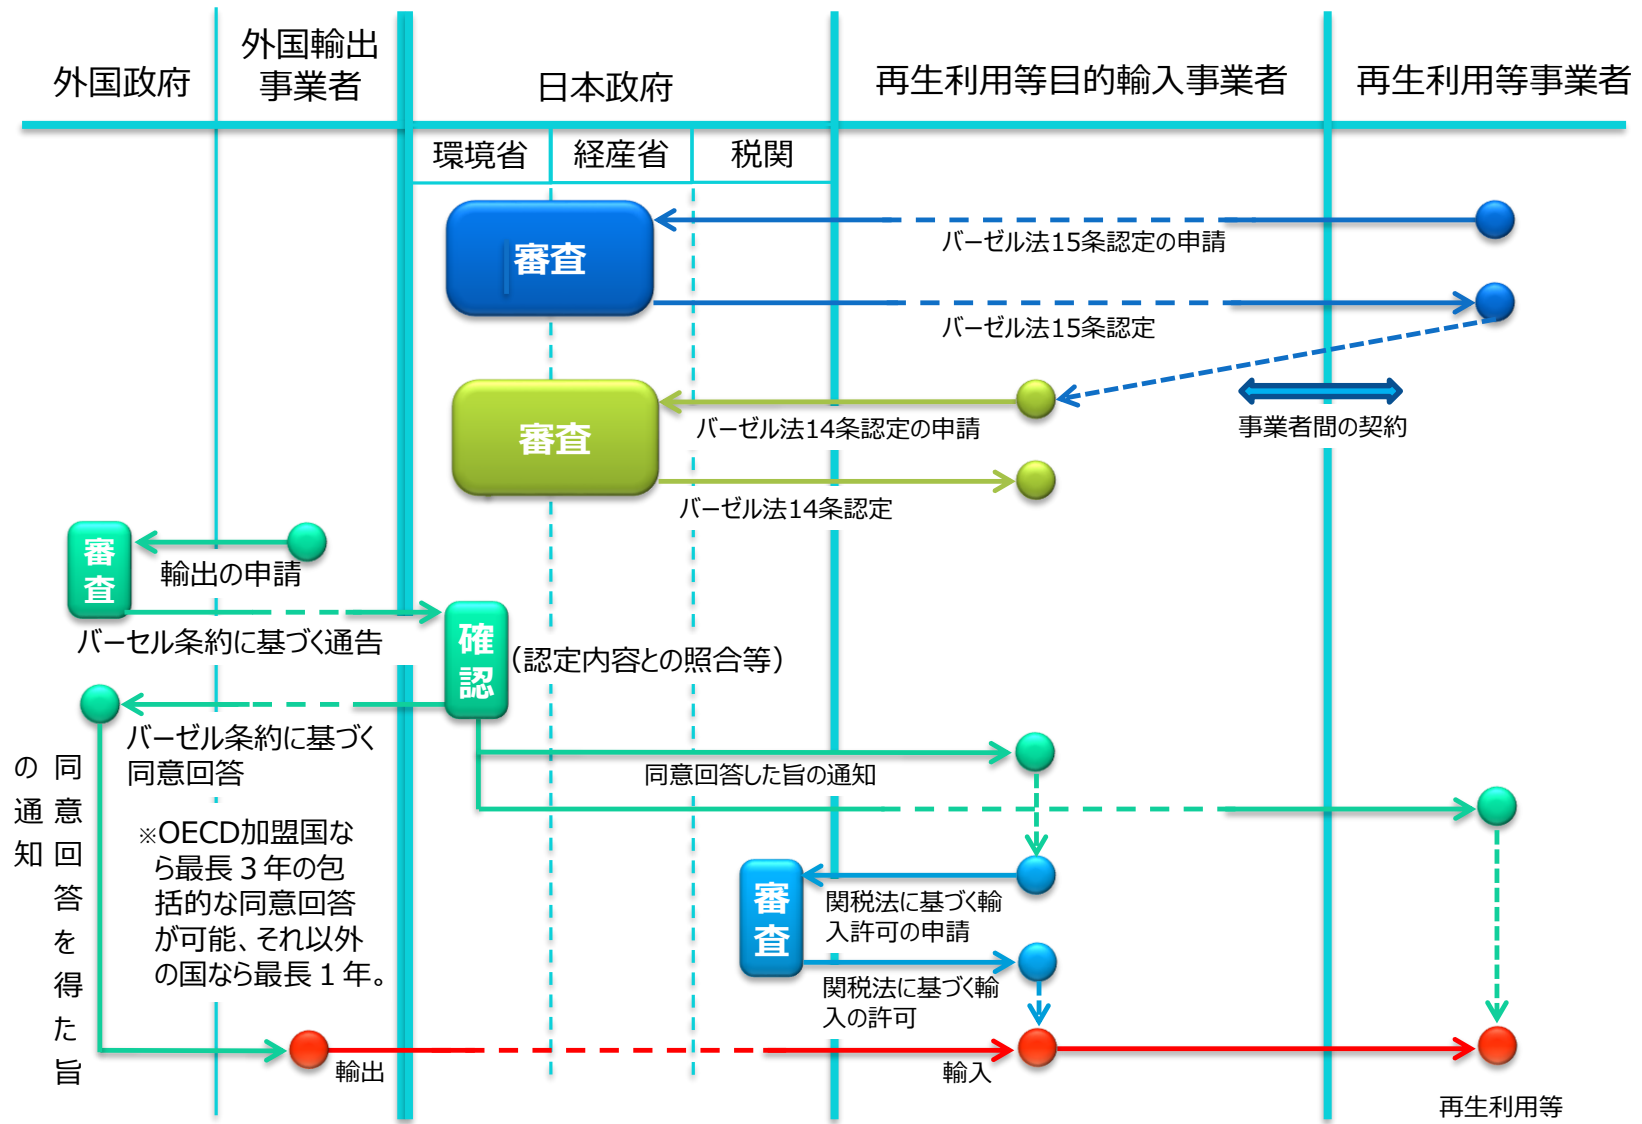 外国政府
外国輸出
事業者
日本政府
再生利用等目的輸入事業者
再生利用等事業者
環境省
経産省
税関
審査
バーゼル法15条認定の申請
バーゼル法15条認定
審査
バーゼル法14条認定の申請
事業者間の契約
バーゼル法14条認定
審査
輸出の申請
バーセル条約に基づく通告
確認
（認定内容との照合等）
バーゼル条約に基づく
同意回答
同意回答を得た旨
の通知
同意回答した旨の通知
※OECD加盟国な
ら最長３年の包
括的な同意回答
が可能、それ以外
の国なら最長１年。
審査
関税法に基づく輸
入許可の申請
関税法に基づく輸
入の許可
輸出
輸入
再生利用等